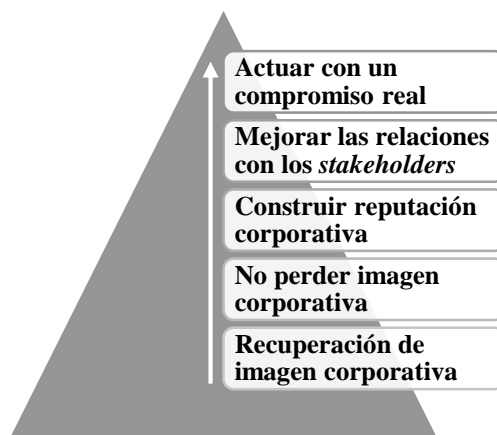 Actuar con un
compromiso real
Mejorar las relaciones
con los stakeholders
Construir reputación
corporativa
No perder imagen
corporativa
Recuperación de
imagen corporativa